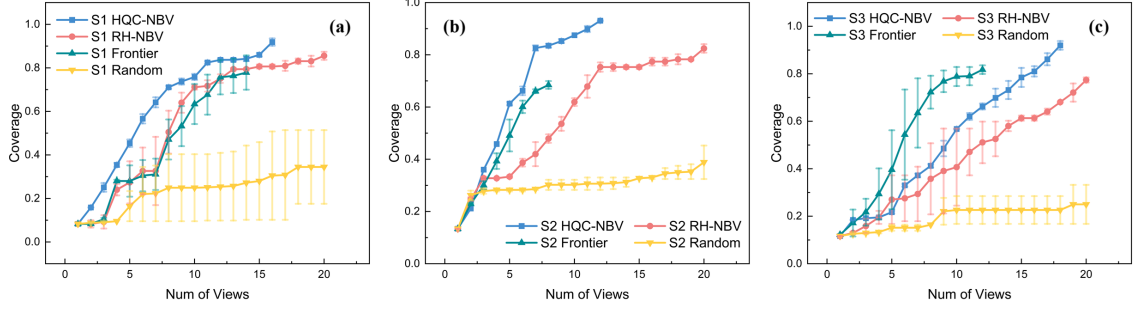 S1 HQC-NBV
S1 RH-NBV
S1 Frontier
S1 Random
(a)
Coverage
1.0
0.8
0.6
0.4
0.2
0.0
0 5 10 15 20
Num of Views
(b)
S2 HQC-NBV S2 RH-NBV
S2 Frontier S2 Random
Coverage
1.0
0.8
0.6
0.4
0.2
0.0
0 5 10 15 20
Num of Views
S3 HQC-NBV S3 RH-NBV
S3 Frontier S3 Random
(c)
Coverage
1.0
0.8
0.6
0.4
0.2
0.0
0 5 10 15 20
Num of Views